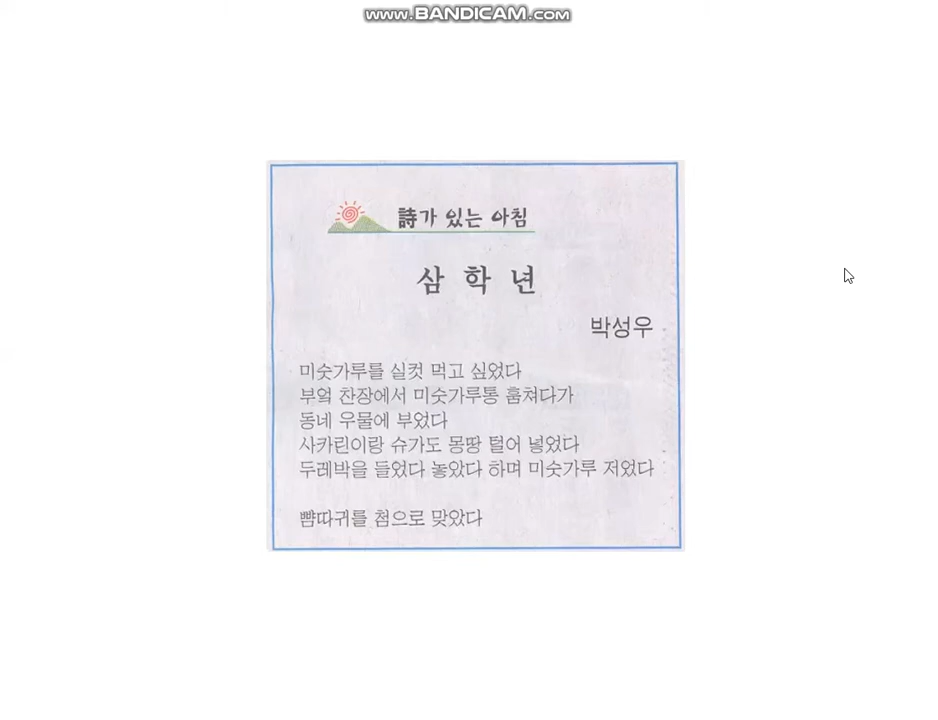 WWW.BANDICAM.COM
詩가 있는 아침
삼 학 년
박성우
미숫가루를 실컷 먹고 싶었다
부엌 찬장에서 미숫가루통 훔쳐다가
동네 우물에 부었다
사카린이랑 슈가도 몽땅 털어 넣었다
두레박을 들었다 놓았다 하며 미숫가루 저었다
뺨따귀를 첨으로 맞았다